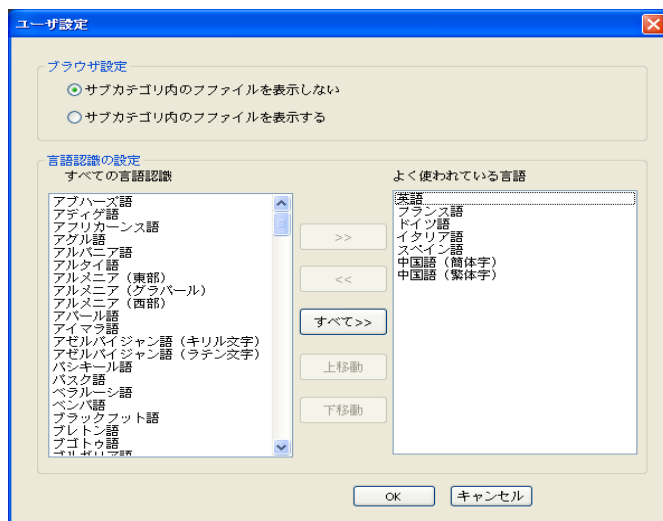 ユーザ設定
ブラウザ設定
サブカテゴリ内のフファイルを表示しない
サブカテゴリ内のフファイルを表示する
言語認識の設定
すべての言語認識
よく使われている言語
アブハーズ語
アディゲ語
アフリカーンス語
アグル語
アルバニア語
アルタイ語
アルメニア（東部）
アルメニア（グラバール）
アルメニア（西部）
アバール語
アイマラ語
アゼルバイジャン語（キリル文字）
アゼルバイジャン語（ラテン文字）
バシキール語
バスク語
ベラルーシ語
ベンバ語
ブラックフット語
ブレトン語
ブゴトゥ語
ブルガリア語
>>
<<
すべて>>
上移動
下移動
英語
フランス語
ドイツ語
イタリア語
スペイン語
中国語（簡体字）
中国語（繁体字）
OK
キャンセル